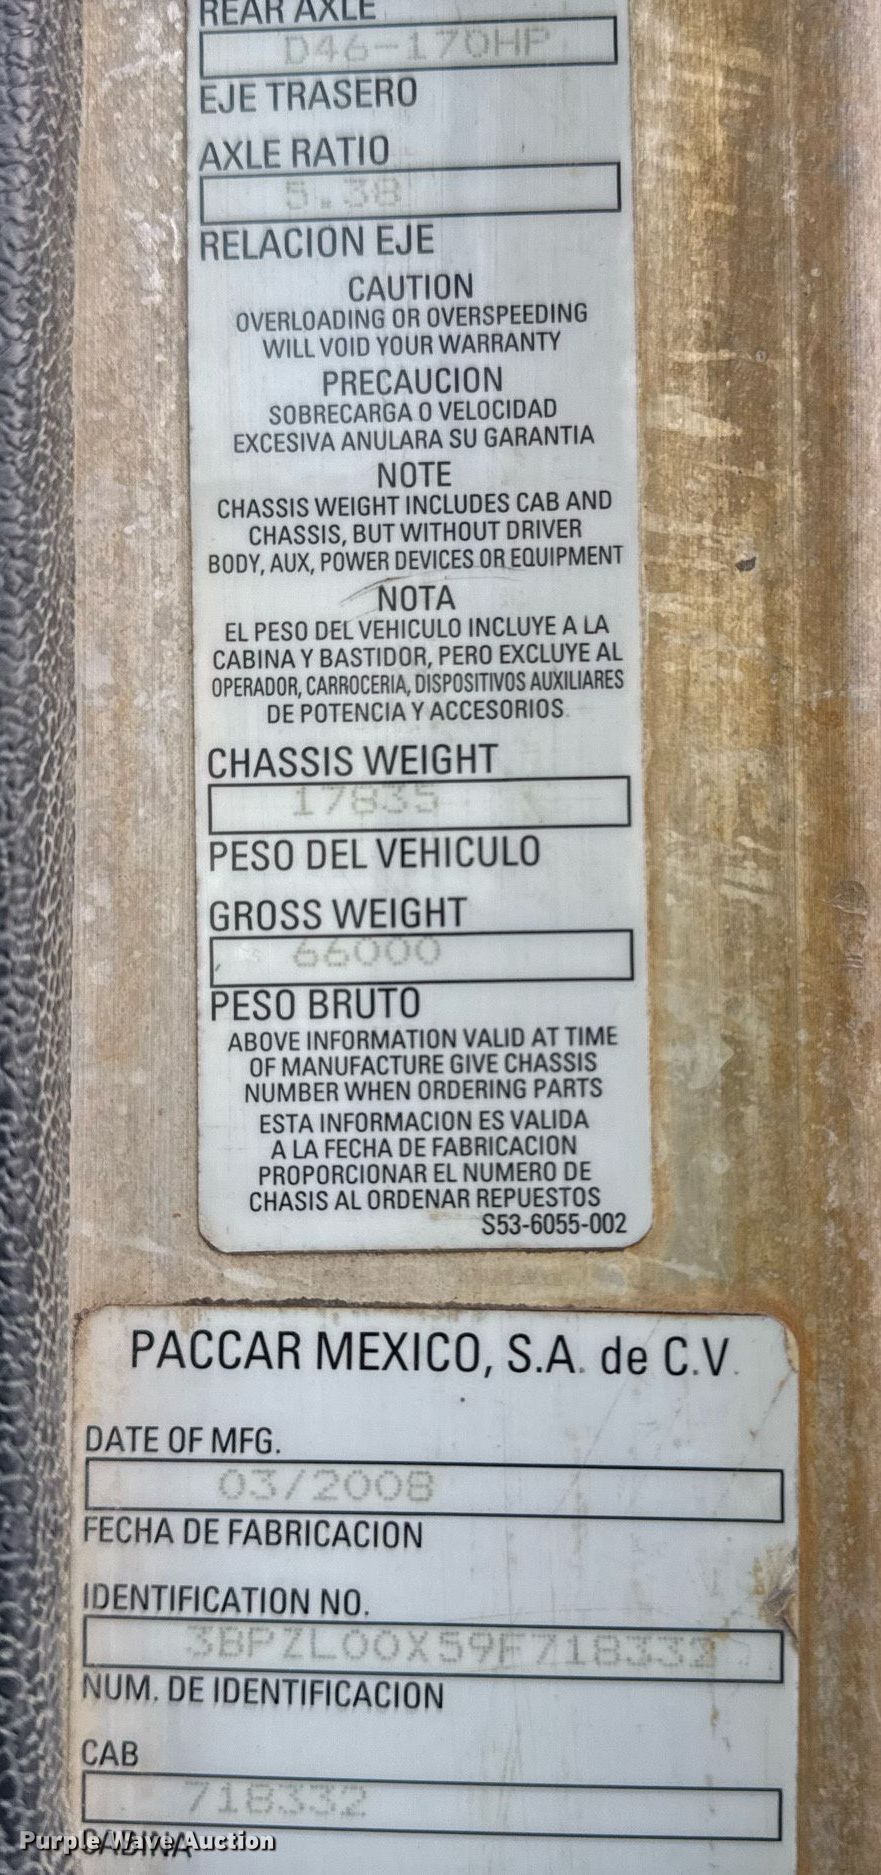 REAR AXLE
D46-170HP
EJE TRASERO
AXLE RATIO
5.38
RELACION EJE
CAUTION
OVERLOADING OR OVERSPEEDING
WILL VOID YOUR WARRANTY
PRECAUCION
SOBRECARGA O VELOCIDAD
EXCESIVA ANULARA SU GARANTIA
NOTE
CHASSIS WEIGHT INCLUDES CAB AND
CHASSIS, BUT WITHOUT DRIVER
BODY, AUX, POWER DEVICES OR EQUIPMENT
NOTA
EL PESO DEL VEHICULO INCLUYE A LA
CABINA Y BASTIDOR, PERO EXCLUYE AL
OPERADOR, CARROCERIA, DISPOSITIVOS AUXILIARES
DE POTENCIA Y ACCESORIOS.
CHASSIS WEIGHT
17835
PESO DEL VEHICULO
GROSS WEIGHT
66000
PESO BRUTO
ABOVE INFORMATION VALID AT TIME
OF MANUFACTURE GIVE CHASSIS
NUMBER WHEN ORDERING PARTS
ESTA INFORMACION ES VALIDA
A LA FECHA DE FABRICACION
PROPORCIONAR EL NUMERO DE
CHASIS AL ORDENAR REPUESTOS
S53-6055-002
PACCAR MEXICO, S.A. de C.V.
DATE OF MFG.
03/2008
FECHA DE FABRICACION
IDENTIFICATION NO.
3BPZL00X59F718332
NUM. DE IDENTIFICACION
CAB
718332
CABINA
Purple Wave Auction